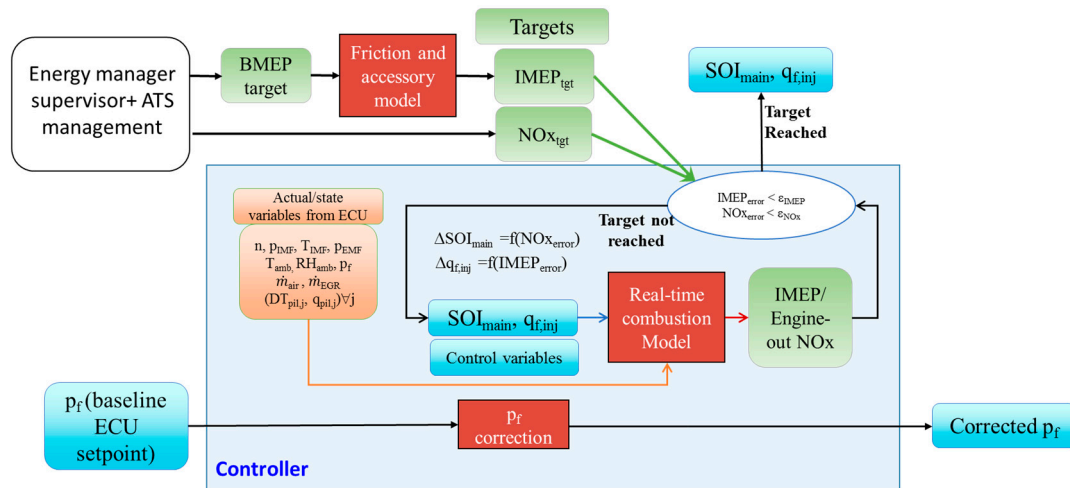 Energy manager
supervisor+ ATS
management
BMEP
target
Friction and
accessory
model
Targets
IMEP_tgt
NOx_tgt
SOI_main, q_f,inj
Target
Reached
IMEP_error < ε_IMEP
NOx_error < ε_NOx
Actual/state
variables from ECU
n, p_IMF, T_IMF, p_EMF
T_amb, RH_amb, p_f
ṁ_air , ṁ_EGR
(DT_pil,j, q_pil,j)∀j
Target not
reached
ΔSOI_main =f(NOx_error)
Δq_f,inj =f(IMEP_error)
SOI_main, q_f,inj
Control variables
Real-time
combustion
Model
IMEP/
Engine-
out NOx
p_f (baseline
ECU
setpoint)
p_f
correction
Corrected p_f
Controller